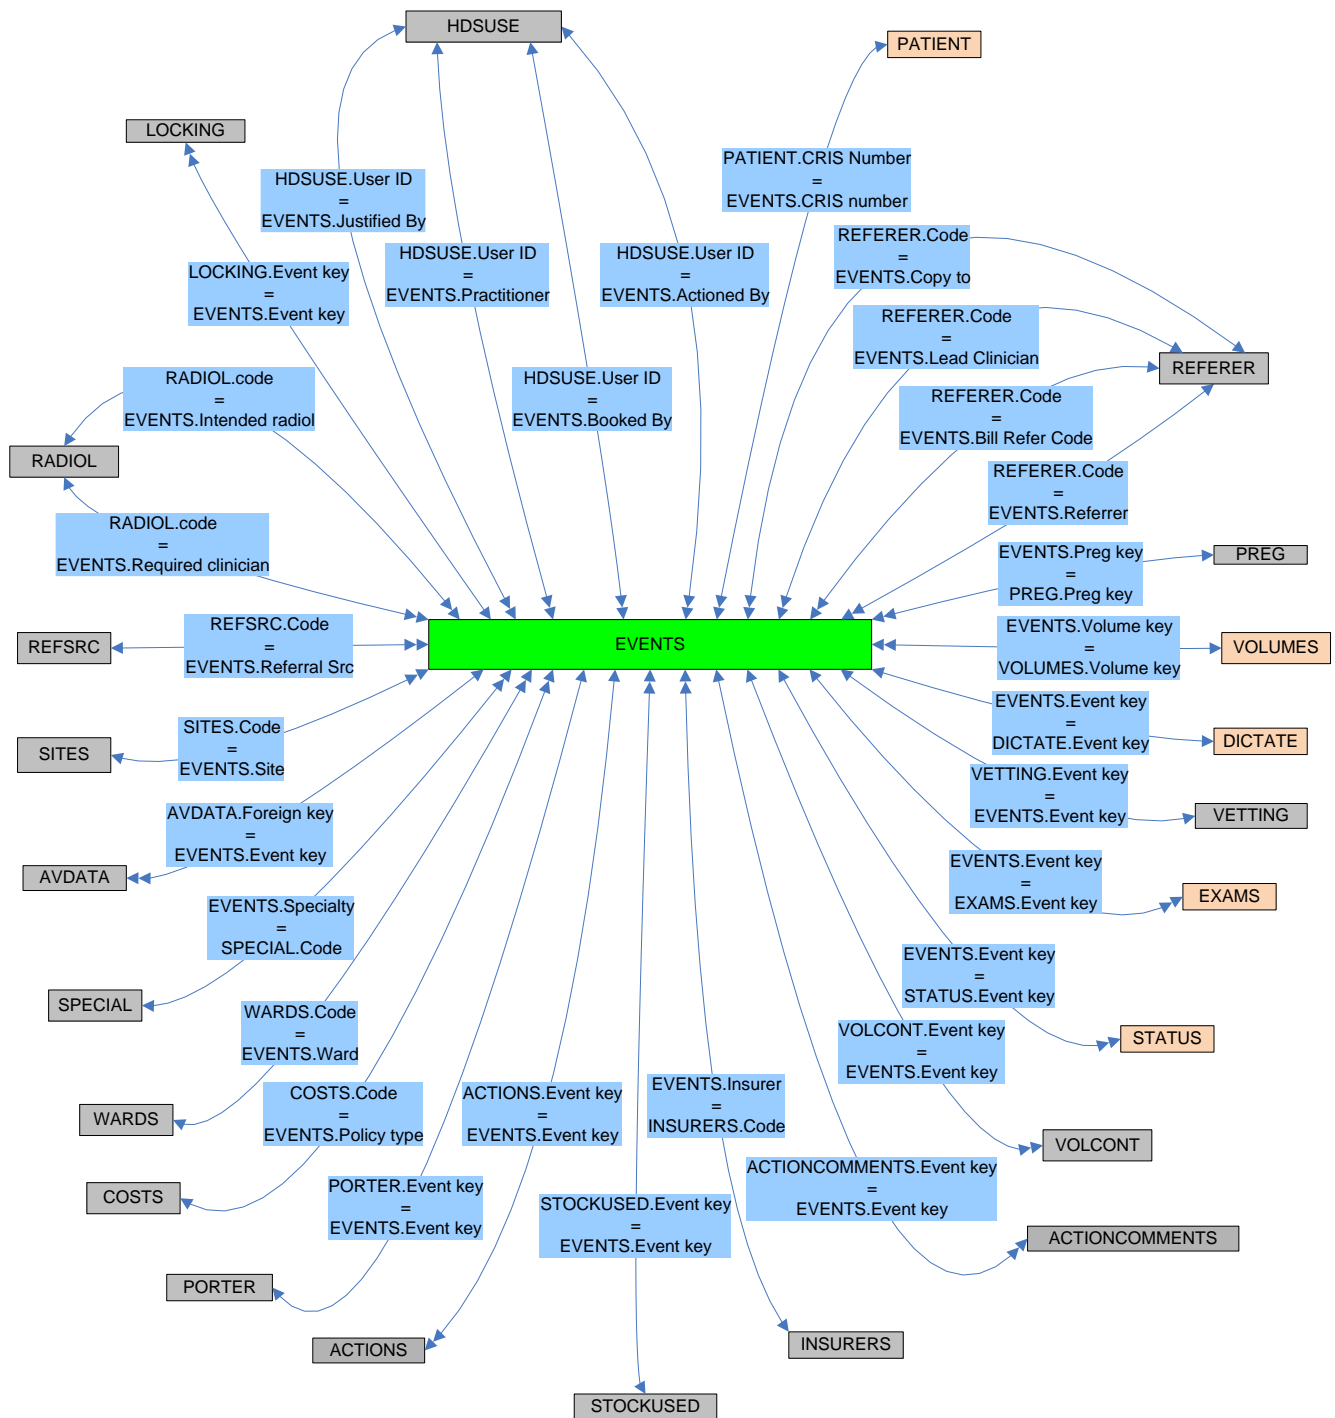 HDSUSE
PATIENT
LOCKING
PATIENT.CRIS Number
=
EVENTS.CRIS number
HDSUSE.User ID
=
EVENTS.Justified By
REFERER.Code
=
EVENTS.Copy to
HDSUSE.User ID
=
EVENTS.Practitioner
HDSUSE.User ID
=
EVENTS.Actioned By
LOCKING.Event key
=
EVENTS.Event key
REFERER.Code
=
EVENTS.Lead Clinician
REFERER
RADIOL.code
=
EVENTS.Intended radiol
HDSUSE.User ID
=
EVENTS.Booked By
REFERER.Code
=
EVENTS.Bill Refer Code
RADIOL
REFERER.Code
=
EVENTS.Referrer
RADIOL.code
=
EVENTS.Required clinician
EVENTS.Preg key
=
PREG.Preg key
PREG
REFSRC
REFSRC.Code
=
EVENTS.Referral Src
EVENTS
EVENTS.Volume key
=
VOLUMES.Volume key
VOLUMES
SITES
SITES.Code
=
EVENTS.Site
EVENTS.Event key
=
DICTATE.Event key
DICTATE
VETTING.Event key
=
EVENTS.Event key
VETTING
AVDATA.Foreign key
=
EVENTS.Event key
AVDATA
EVENTS.Event key
=
EXAMS.Event key
EXAMS
EVENTS.Specialty
=
SPECIAL.Code
SPECIAL
EVENTS.Event key
=
STATUS.Event key
STATUS
WARDS.Code
=
EVENTS.Ward
WARDS
VOLCONT.Event key
=
EVENTS.Event key
VOLCONT
COSTS.Code
=
EVENTS.Policy type
COSTS
ACTIONS.Event key
=
EVENTS.Event key
EVENTS.Insurer
=
INSURERS.Code
ACTIONCOMMENTS.Event key
=
EVENTS.Event key
ACTIONCOMMENTS
PORTER.Event key
=
EVENTS.Event key
STOCKUSED.Event key
=
EVENTS.Event key
PORTER
ACTIONS
INSURERS
STOCKUSED